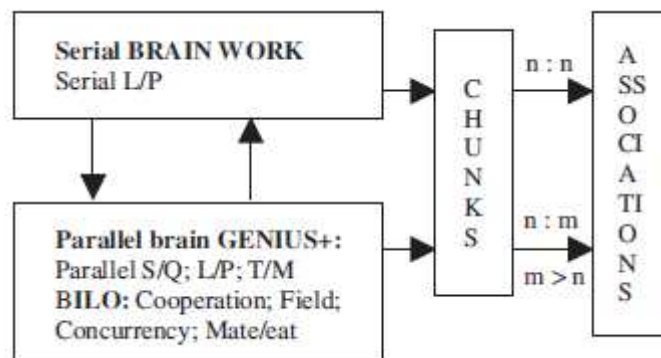 Serial BRAIN WORK
Serial L/P
Parallel brain GENIUS+:
Parallel S/Q; L/P; T/M
BILO: Cooperation; Field;
Concurrency; Mate/eat
C
H
U
N
K
S
n : n
n : m
m > n
A
SS
O
CI
A
TI
O
N
S